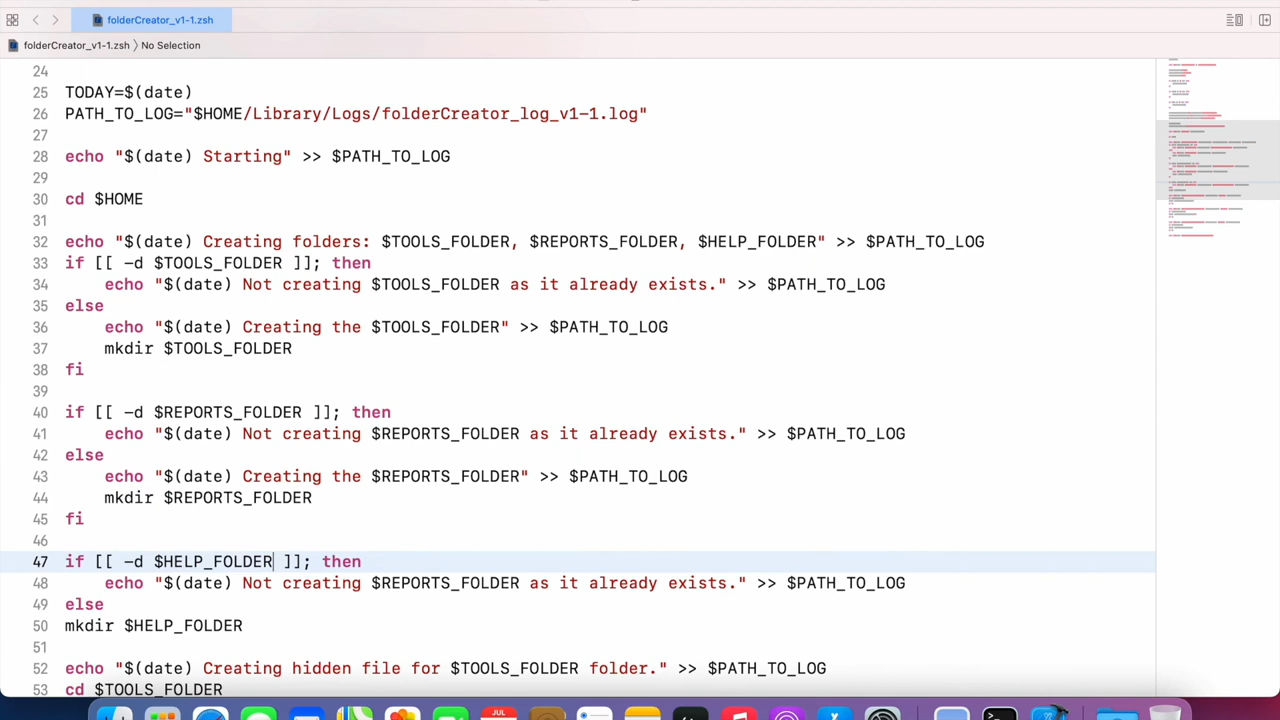 folderCreator_v1-1.zsh
folderCreator_v1-1.zsh 〉 No Selection
24
25 TODAY=$(date)
26 PATH_TO_LOG="$HOME/Library/Logs/folderCreator_log_v1-1.log"
27
28 echo "$(date) Starting" >> $PATH_TO_LOG
29
30 cd $HOME
31
32 echo "$(date) Creating folders: $TOOLS_FOLDER, $REPORTS_FOLDER, $HELP_FOLDER" >> $PATH_TO_LOG
33 if [[ -d $TOOLS_FOLDER ]]; then
34     echo "$(date) Not creating $TOOLS_FOLDER as it already exists." >> $PATH_TO_LOG
35 else
36     echo "$(date) Creating the $TOOLS_FOLDER" >> $PATH_TO_LOG
37     mkdir $TOOLS_FOLDER
38 fi
39
40 if [[ -d $REPORTS_FOLDER ]]; then
41     echo "$(date) Not creating $REPORTS_FOLDER as it already exists." >> $PATH_TO_LOG
42 else
43     echo "$(date) Creating the $REPORTS_FOLDER" >> $PATH_TO_LOG
44     mkdir $REPORTS_FOLDER
45 fi
46
47 if [[ -d $HELP_FOLDER ]]; then
48     echo "$(date) Not creating $REPORTS_FOLDER as it already exists." >> $PATH_TO_LOG
49 else
50 mkdir $HELP_FOLDER
51
52 echo "$(date) Creating hidden file for $TOOLS_FOLDER folder." >> $PATH_TO_LOG
53 cd $TOOLS_FOLDER
JUL